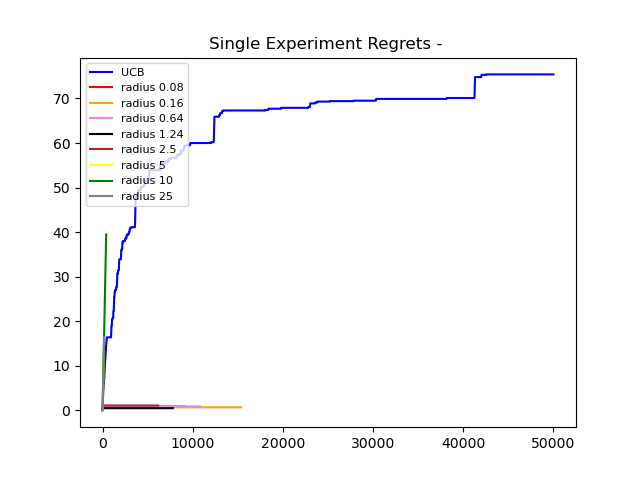 Single Experiment Regrets -
UCB
radius 0.08
radius 0.16
radius 0.64
radius 1.24
radius 2.5
radius 5
radius 10
radius 25
70
60
50
40
30
20
10
0
0 10000 20000 30000 40000 50000